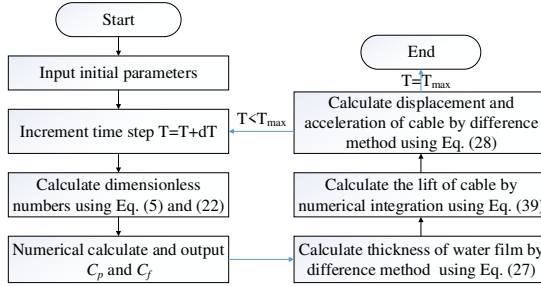 Start
Input initial parameters
Increment time step T=T+dT
Calculate dimensionless
numbers using Eq. (5) and (22)
Numerical calculate and output
Cp and Cf
Calculate thickness of water film by
difference method using Eq. (27)
Calculate the lift of cable by
numerical integration using Eq. (39)
Calculate displacement and
acceleration of cable by difference
method using Eq. (28)
T<Tmax
T=Tmax
End